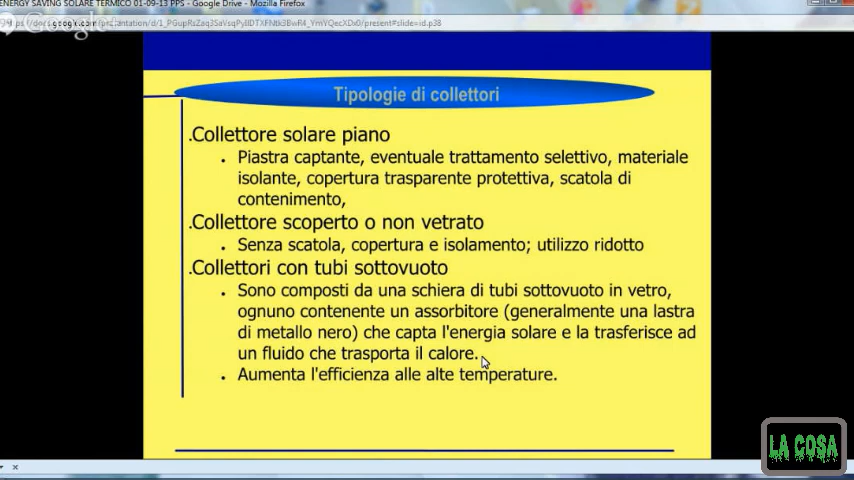 ENERGY SAVING SOLARE TERMICO 01-09-13 PPS - Google Drive - Mozilla Firefox
Google
Tipologie di collettori
.Collettore solare piano
• Piastra captante, eventuale trattamento selettivo, materiale
isolante, copertura trasparente protettiva, scatola di
contenimento,
.Collettore scoperto o non vetrato
• Senza scatola, copertura e isolamento; utilizzo ridotto
.Collettori con tubi sottovuoto
• Sono composti da una schiera di tubi sottovuoto in vetro,
ognuno contenente un assorbitore (generalmente una lastra
di metallo nero) che capta l'energia solare e la trasferisce ad
un fluido che trasporta il calore.
• Aumenta l'efficienza alle alte temperature.
LA COSA